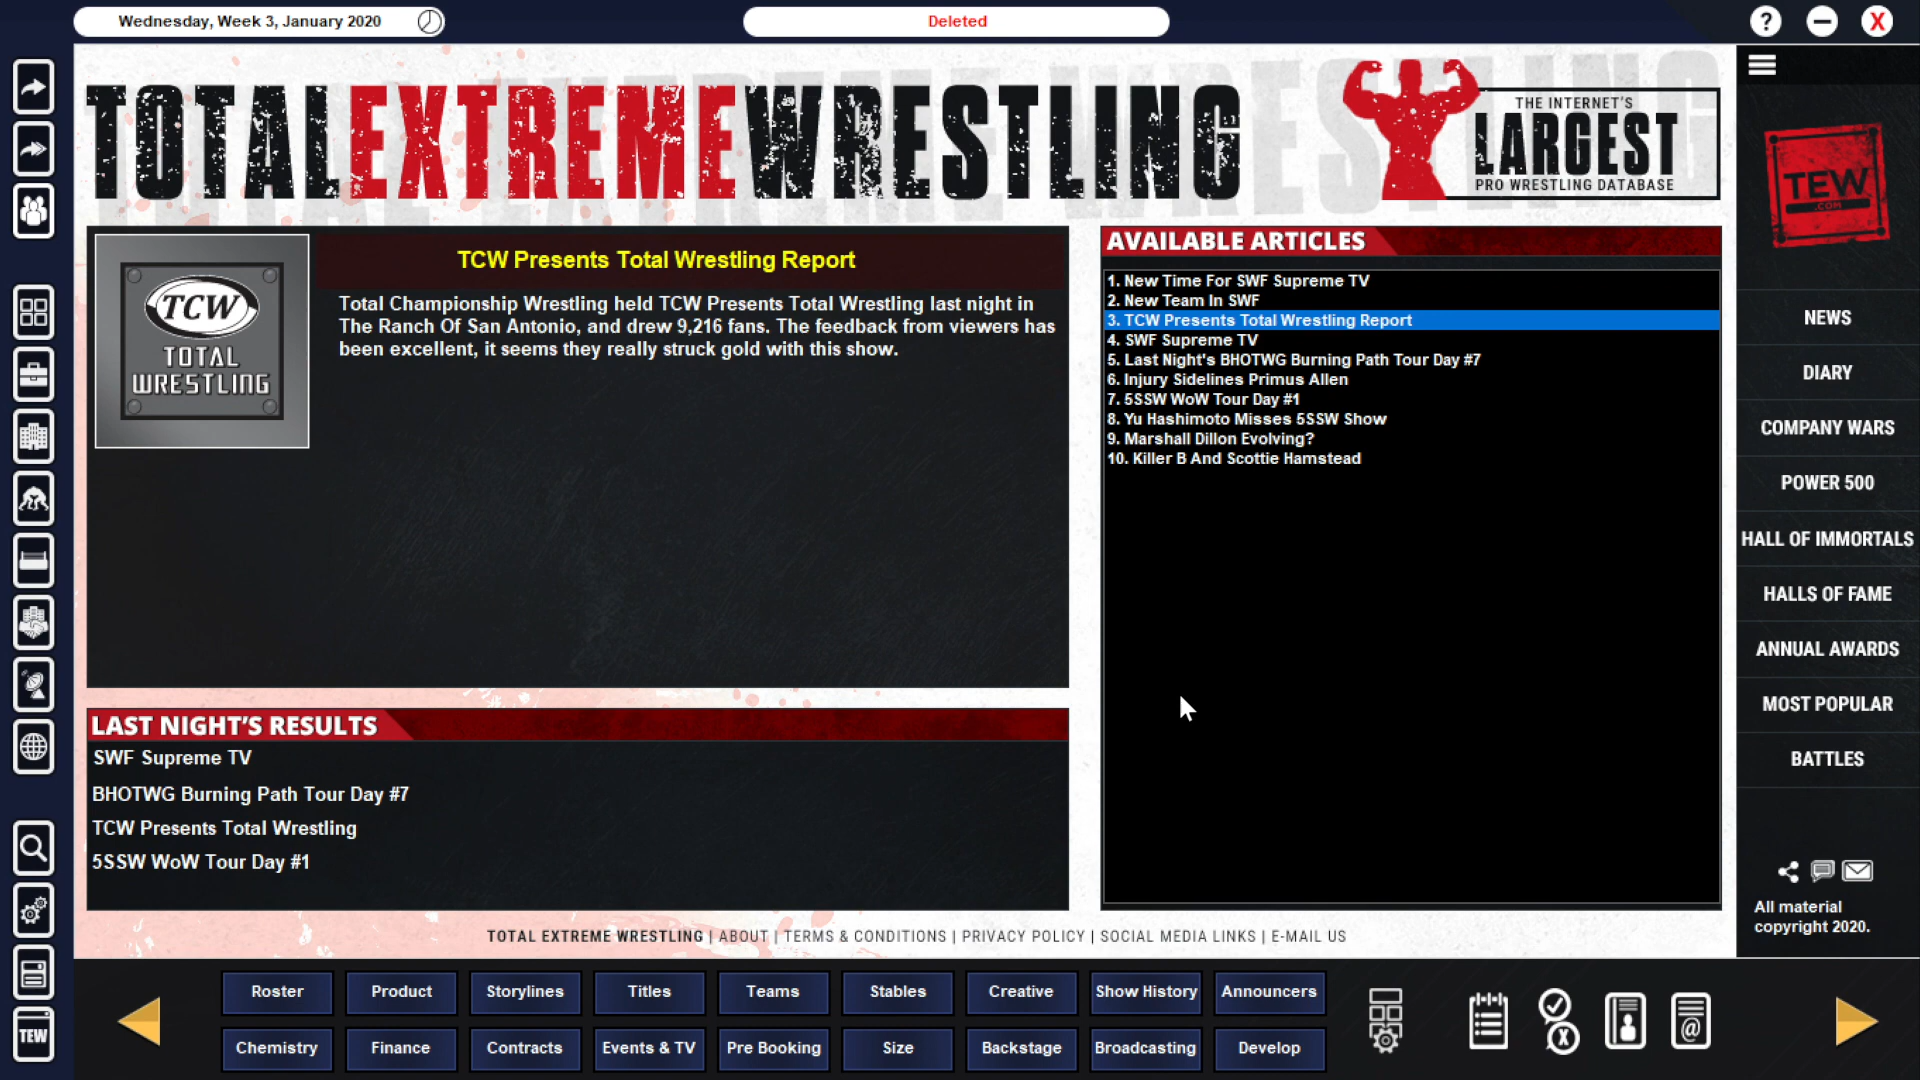 Wednesday, Week 3, January 2020
Deleted
?
X
TOTALEXTREMEWRESTLING
THE INTERNET'S
LARGEST
PRO WRESTLING DATABASE
TEW
.COM
TCW
TOTAL
WRESTLING
TCW Presents Total Wrestling Report
Total Championship Wrestling held TCW Presents Total Wrestling last night in
The Ranch Of San Antonio, and drew 9,216 fans. The feedback from viewers has
been excellent, it seems they really struck gold with this show.
AVAILABLE ARTICLES
1. New Time For SWF Supreme TV
2. New Team In SWF
3. TCW Presents Total Wrestling Report
4. SWF Supreme TV
5. Last Night's BHOTWG Burning Path Tour Day #7
6. Injury Sidelines Primus Allen
7. 5SSW WoW Tour Day #1
8. Yu Hashimoto Misses 5SSW Show
9. Marshall Dillon Evolving?
10. Killer B And Scottie Hamstead
NEWS
DIARY
COMPANY WARS
POWER 500
HALL OF IMMORTALS
HALLS OF FAME
ANNUAL AWARDS
MOST POPULAR
BATTLES
All material
copyright 2020.
LAST NIGHT'S RESULTS
SWF Supreme TV
BHOTWG Burning Path Tour Day #7
TCW Presents Total Wrestling
5SSW WoW Tour Day #1
TOTAL EXTREME WRESTLING | ABOUT | TERMS & CONDITIONS | PRIVACY POLICY | SOCIAL MEDIA LINKS | E-MAIL US
TEW
Roster Product Storylines Titles Teams Stables Creative Show History Announcers
Chemistry Finance Contracts Events & TV Pre Booking Size Backstage Broadcasting Develop